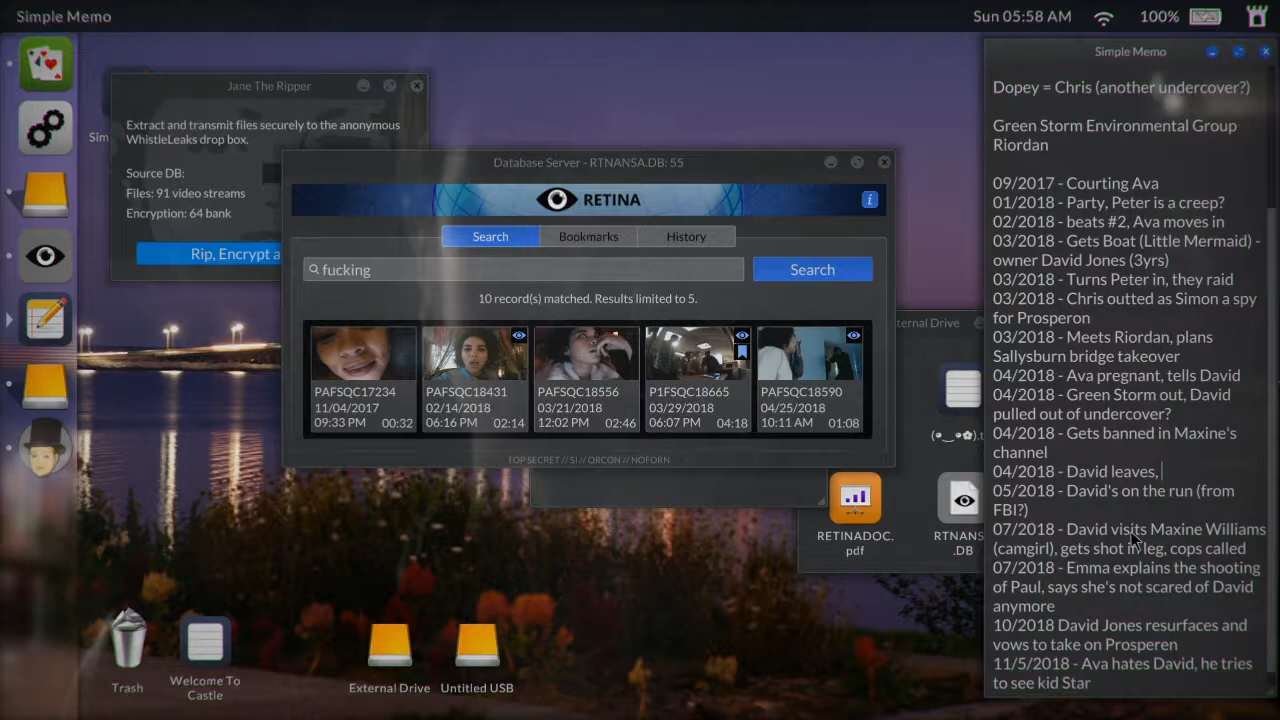 Simple Memo
Sun 05:58 AM
100%
Jane The Ripper
Extract and transmit files securely to the anonymous
WhistleLeaks drop box.
Source DB:
Files: 91 video streams
Encryption: 64 bank
Rip, Encrypt a
Sim
Database Server - RTNANSA.DB: 55
RETINA
i
Search
Bookmarks
History
fucking
Search
10 record(s) matched. Results limited to 5.
PAFSQC17234
11/04/2017
09:33 PM 00:32
PAFSQC18431
02/14/2018
06:16 PM 02:14
PAFSQC18556
03/21/2018
12:02 PM 02:46
P1FSQC18665
03/29/2018
06:07 PM 04:18
PAFSQC18590
04/25/2018
10:11 AM 01:08
TOP SECRET // SI // ORCON // NOFORN
ternal Drive
(•‿•✿).t
RETINADOC.
pdf
RTNANS
.DB
Simple Memo
Dopey = Chris (another undercover?)
Green Storm Environmental Group
Riordan
09/2017 - Courting Ava
01/2018 - Party, Peter is a creep?
02/2018 - beats #2, Ava moves in
03/2018 - Gets Boat (Little Mermaid) -
owner David Jones (3yrs)
03/2018 - Turns Peter in, they raid
03/2018 - Chris outted as Simon a spy
for Prosperon
03/2018 - Meets Riordan, plans
Sallysburn bridge takeover
04/2018 - Ava pregnant, tells David
04/2018 - Green Storm out, David
pulled out of undercover?
04/2018 - Gets banned in Maxine's
channel
04/2018 - David leaves,
05/2018 - David's on the run (from
FBI?)
07/2018 - David visits Maxine Williams
(camgirl), gets shot in leg, cops called
07/2018 - Emma explains the shooting
of Paul, says she's not scared of David
anymore
10/2018 David Jones resurfaces and
vows to take on Prosperen
11/5/2018 - Ava hates David, he tries
to see kid Star
Trash
Welcome To
Castle
External Drive
Untitled USB